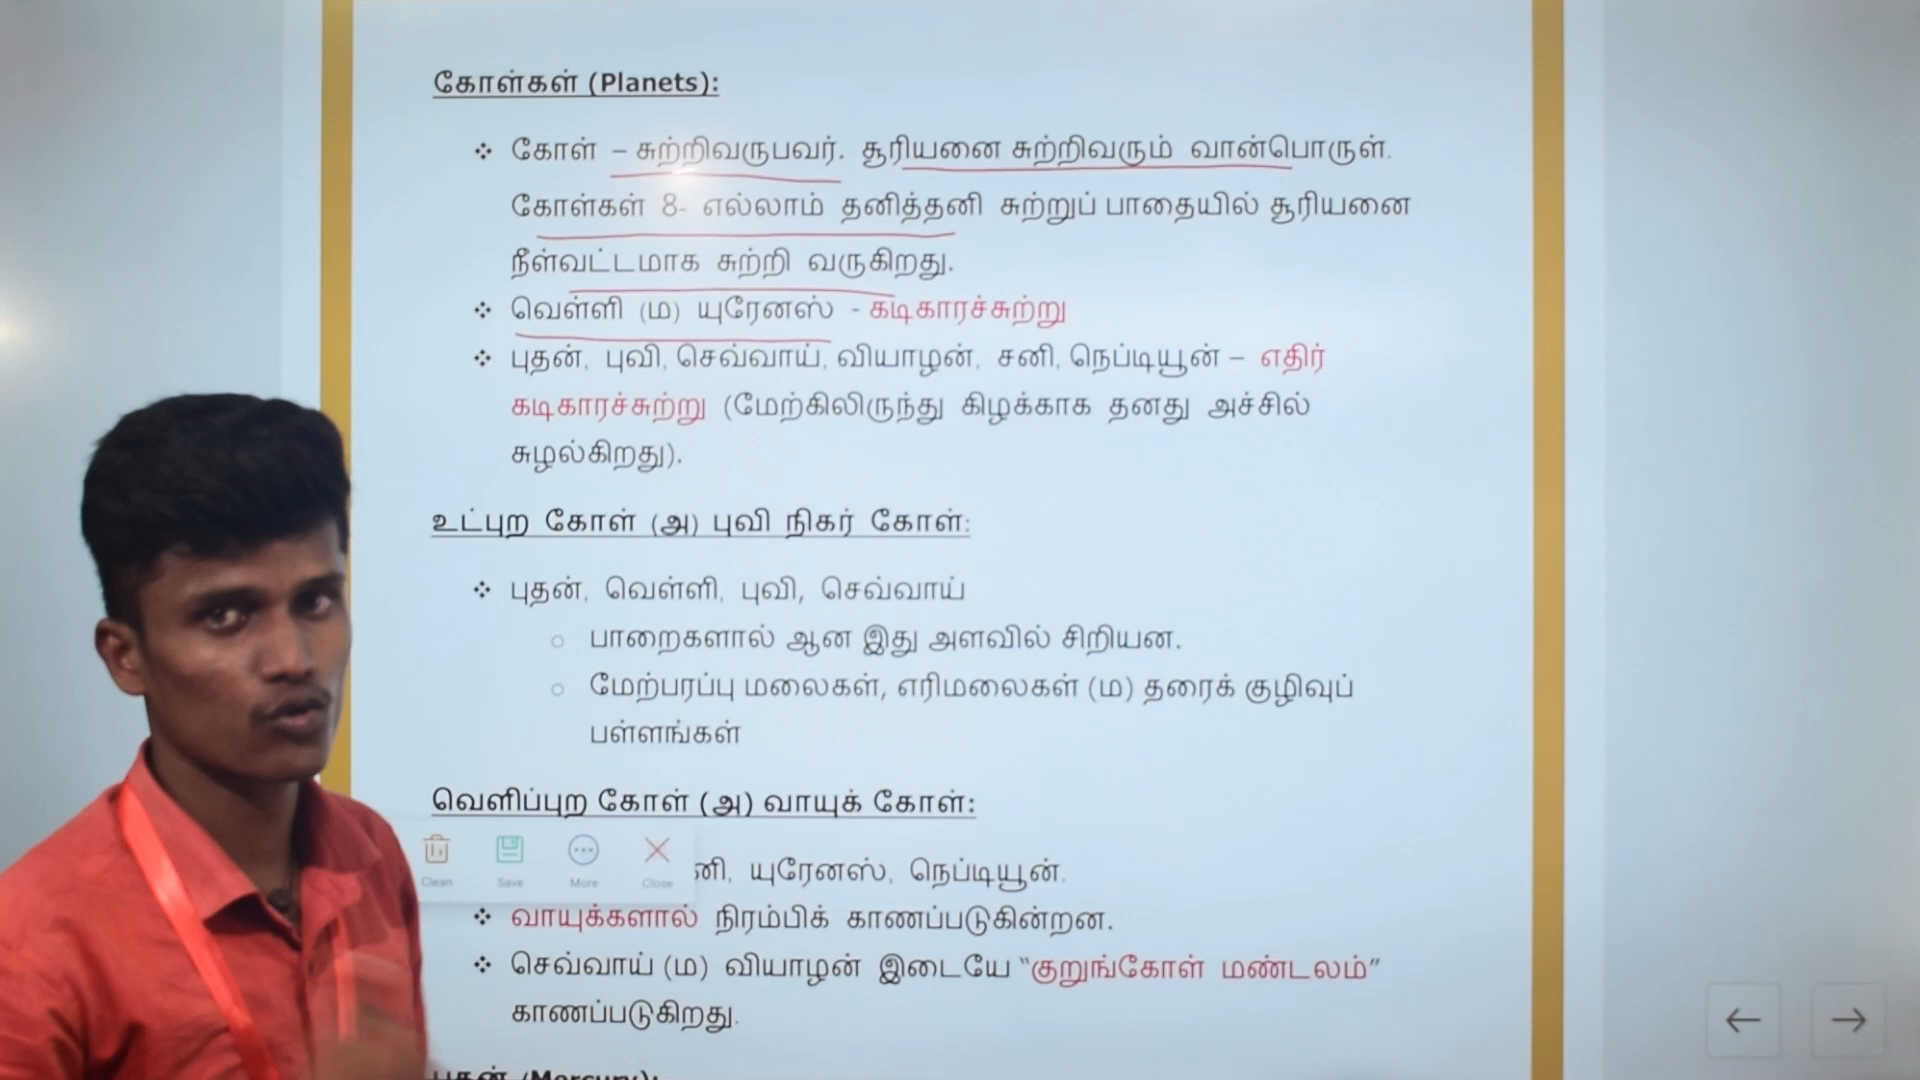 கோள்கள் (Planets):
❖ கோள் – சுற்றிவருபவர். சூரியனை சுற்றிவரும் வான்பொருள்.
கோள்கள் 8- எல்லாம் தனித்தனி சுற்றுப் பாதையில் சூரியனை
நீள்வட்டமாக சுற்றி வருகிறது.
❖ வெள்ளி (ம) யுரேனஸ் - கடிகாரச்சுற்று
❖ புதன், புவி, செவ்வாய், வியாழன், சனி, நெப்டியூன் – எதிர்
கடிகாரச்சுற்று (மேற்கிலிருந்து கிழக்காக தனது அச்சில்
சுழல்கிறது).
உட்புற கோள் (அ) புவி நிகர் கோள்:
❖ புதன், வெள்ளி, புவி, செவ்வாய்
○ பாறைகளால் ஆன இது அளவில் சிறியன.
○ மேற்பரப்பு மலைகள், எரிமலைகள் (ம) தரைக் குழிவுப்
பள்ளங்கள்
வெளிப்புற கோள் (அ) வாயுக் கோள்:
Clean Save More Close
னி, யுரேனஸ், நெப்டியூன்.
❖ வாயுக்களால் நிரம்பிக் காணப்படுகின்றன.
❖ செவ்வாய் (ம) வியாழன் இடையே “குறுங்கோள் மண்டலம்”
காணப்படுகிறது.
புதன் (Mercury):